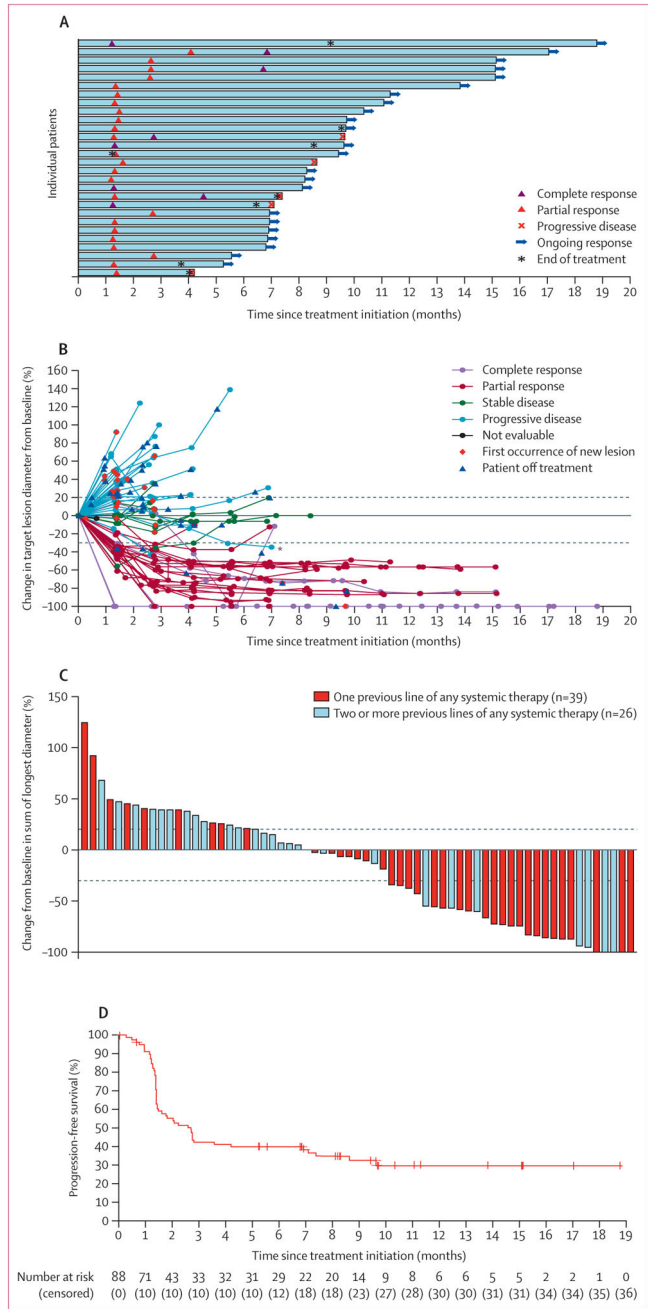 A
Individual patients
Complete response
Partial response
Progressive disease
Ongoing response
End of treatment
0 1 2 3 4 5 6 7 8 9 10 11 12 13 14 15 16 17 18 19 20
Time since treatment initiation (months)
B
Change in target lesion diameter from baseline (%)
160
140
120
100
80
60
40
20
0
–20
–40
–60
–80
–100
Complete response
Partial response
Stable disease
Progressive disease
Not evaluable
First occurrence of new lesion
Patient off treatment
*
0 1 2 3 4 5 6 7 8 9 10 11 12 13 14 15 16 17 18 19 20
Time since treatment initiation (months)
C
Change from baseline in sum of longest diameter (%)
150
100
50
0
–50
–100
One previous line of any systemic therapy (n=39)
Two or more previous lines of any systemic therapy (n=26)
D
Progression-free survival (%)
100
90
80
70
60
50
40
30
20
10
0
0 1 2 3 4 5 6 7 8 9 10 11 12 13 14 15 16 17 18 19
Time since treatment initiation (months)
Number at risk 88 71 43 33 32 31 29 22 20 14 9 8 6 6 5 5 2 2 1 0
(censored) (0) (10) (10) (10) (10) (10) (12) (18) (18) (23) (27) (28) (30) (30) (31) (31) (34) (34) (35) (36)